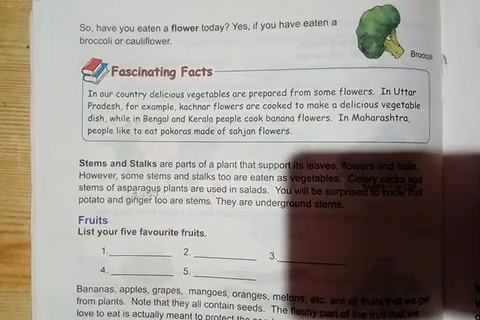 So, have you eaten a flower today? Yes, if you have eaten a
broccoli or cauliflower.
Broccoli
Fascinating Facts
In our country delicious vegetables are prepared from some flowers. In Uttar
Pradesh, for example, kachnar flowers are cooked to make a delicious vegetable
dish, while in Bengal and Kerala people cook banana flowers. In Maharashtra,
people like to eat pakoras made of sahjan flowers.
Stems and Stalks are parts of a plant that support its leaves, flowers and fruits.
However, some stems and stalks too are eaten as vegetables. Celery sticks and
stems of asparagus plants are used in salads. You will be surprised to know that
potato and ginger too are stems. They are underground stems.
Fruits
List your five favourite fruits.
1. 2. 3.
4. 5.
Bananas, apples, grapes, mangoes, oranges, melons, etc. are all fruits that we get
from plants. Note that they all contain seeds. The fleshy part of the fruit that we
love to eat is actually meant to protect the